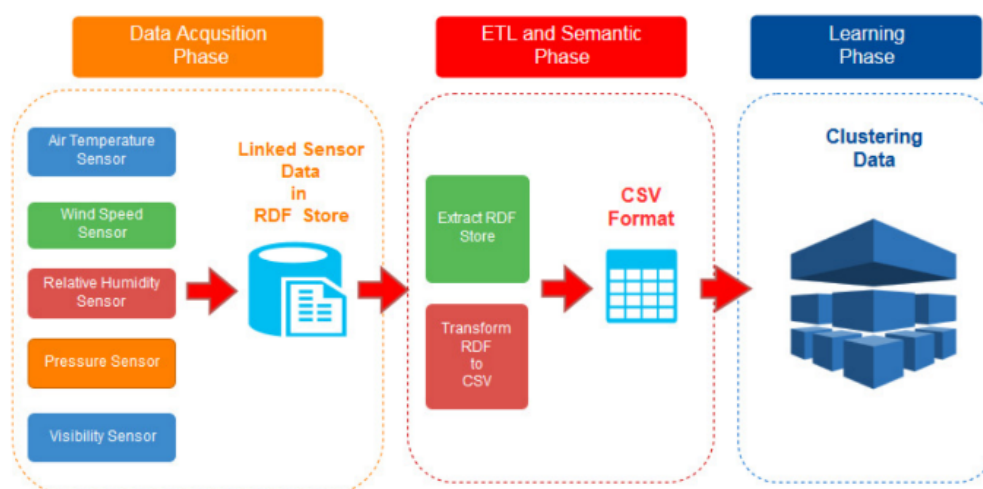 Data Acqusition
Phase
ETL and Semantic
Phase
Learning
Phase
Air Temperature
Sensor
Wind Speed
Sensor
Relative Humidity
Sensor
Pressure Sensor
Visibility Sensor
Linked Sensor
Data
in
RDF Store
Extract RDF
Store
Transform
RDF
to
CSV
CSV
Format
Clustering
Data